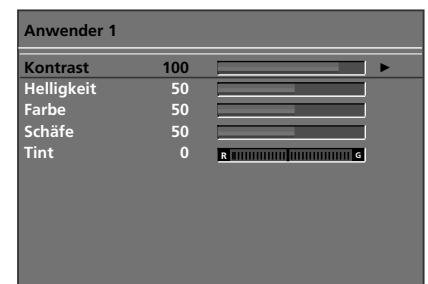 Anwender 1
Kontrast 100
Helligkeit 50
Farbe 50
Schäfe 50
Tint 0 R G